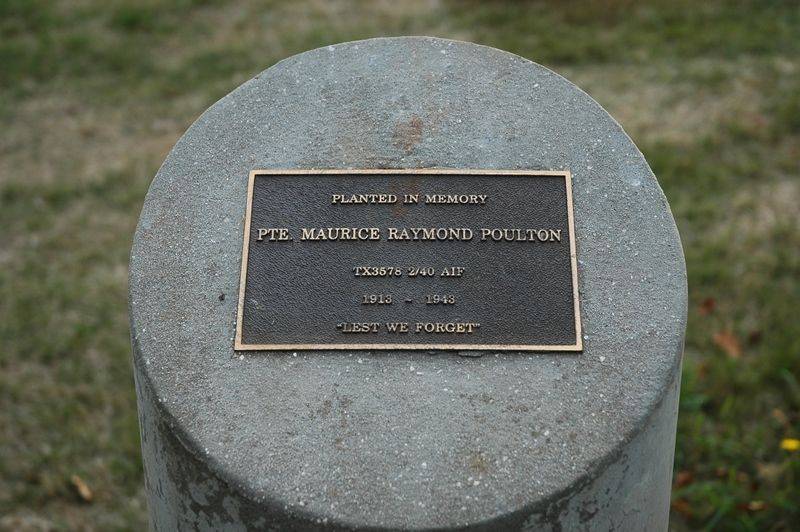 PLANTED IN MEMORY
PTE. MAURICE RAYMOND POULTON
TX3578 2/40 AIF
1913 ~ 1943
"LEST WE FORGET"